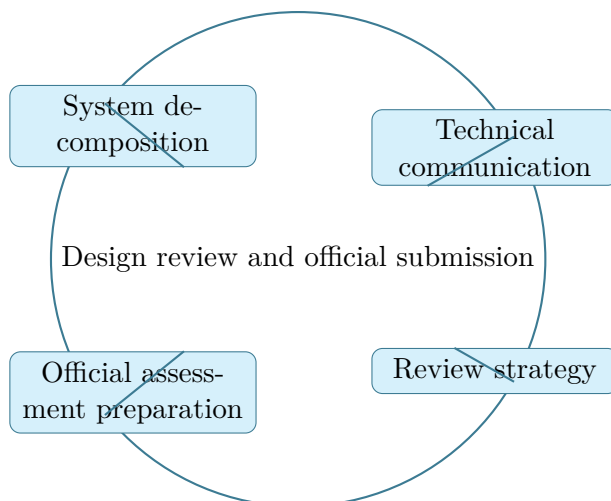 System de-
composition
Technical
communication
Design review and official submission
Official assess-
ment preparation
Review strategy